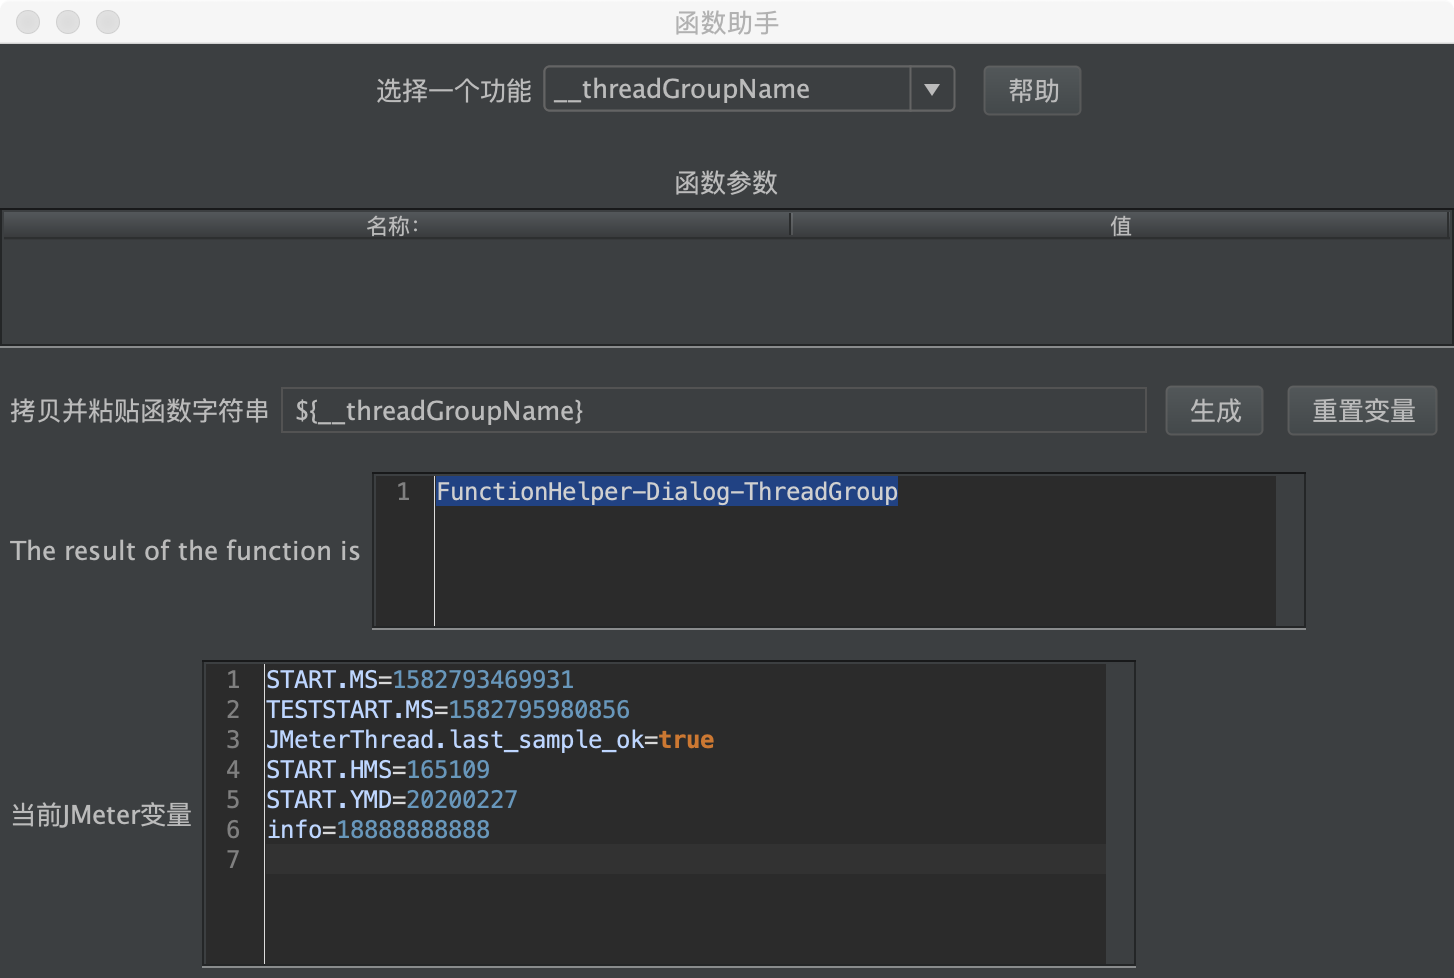 函数助手
选择一个功能 __threadGroupName 帮助
函数参数
名称: 值
拷贝并粘贴函数字符串 ${__threadGroupName} 生成 重置变量
The result of the function is
1 FunctionHelper-Dialog-ThreadGroup
当前JMeter变量
1 START.MS=1582793469931
2 TESTSTART.MS=1582795980856
3 JMeterThread.last_sample_ok=true
4 START.HMS=165109
5 START.YMD=20200227
6 info=18888888888
7